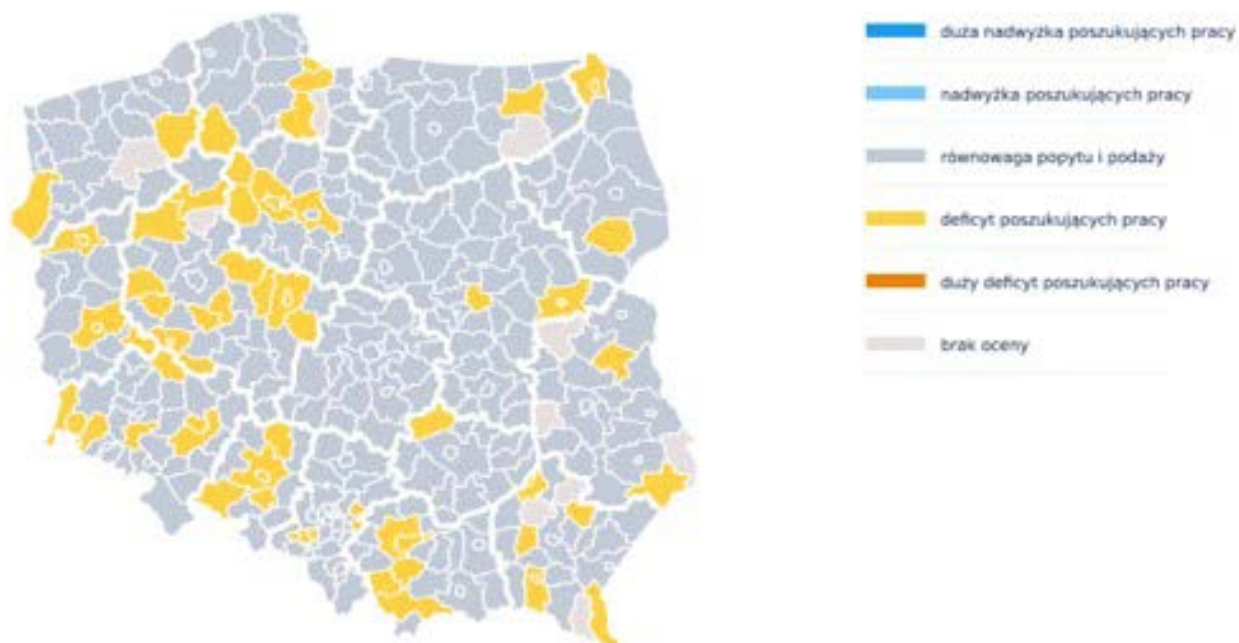 duża nadwyżka poszukujących pracy
nadwyżka poszukujących pracy
równowaga popytu i podaży
deficyt poszukujących pracy
duży deficyt poszukujących pracy
brak oceny